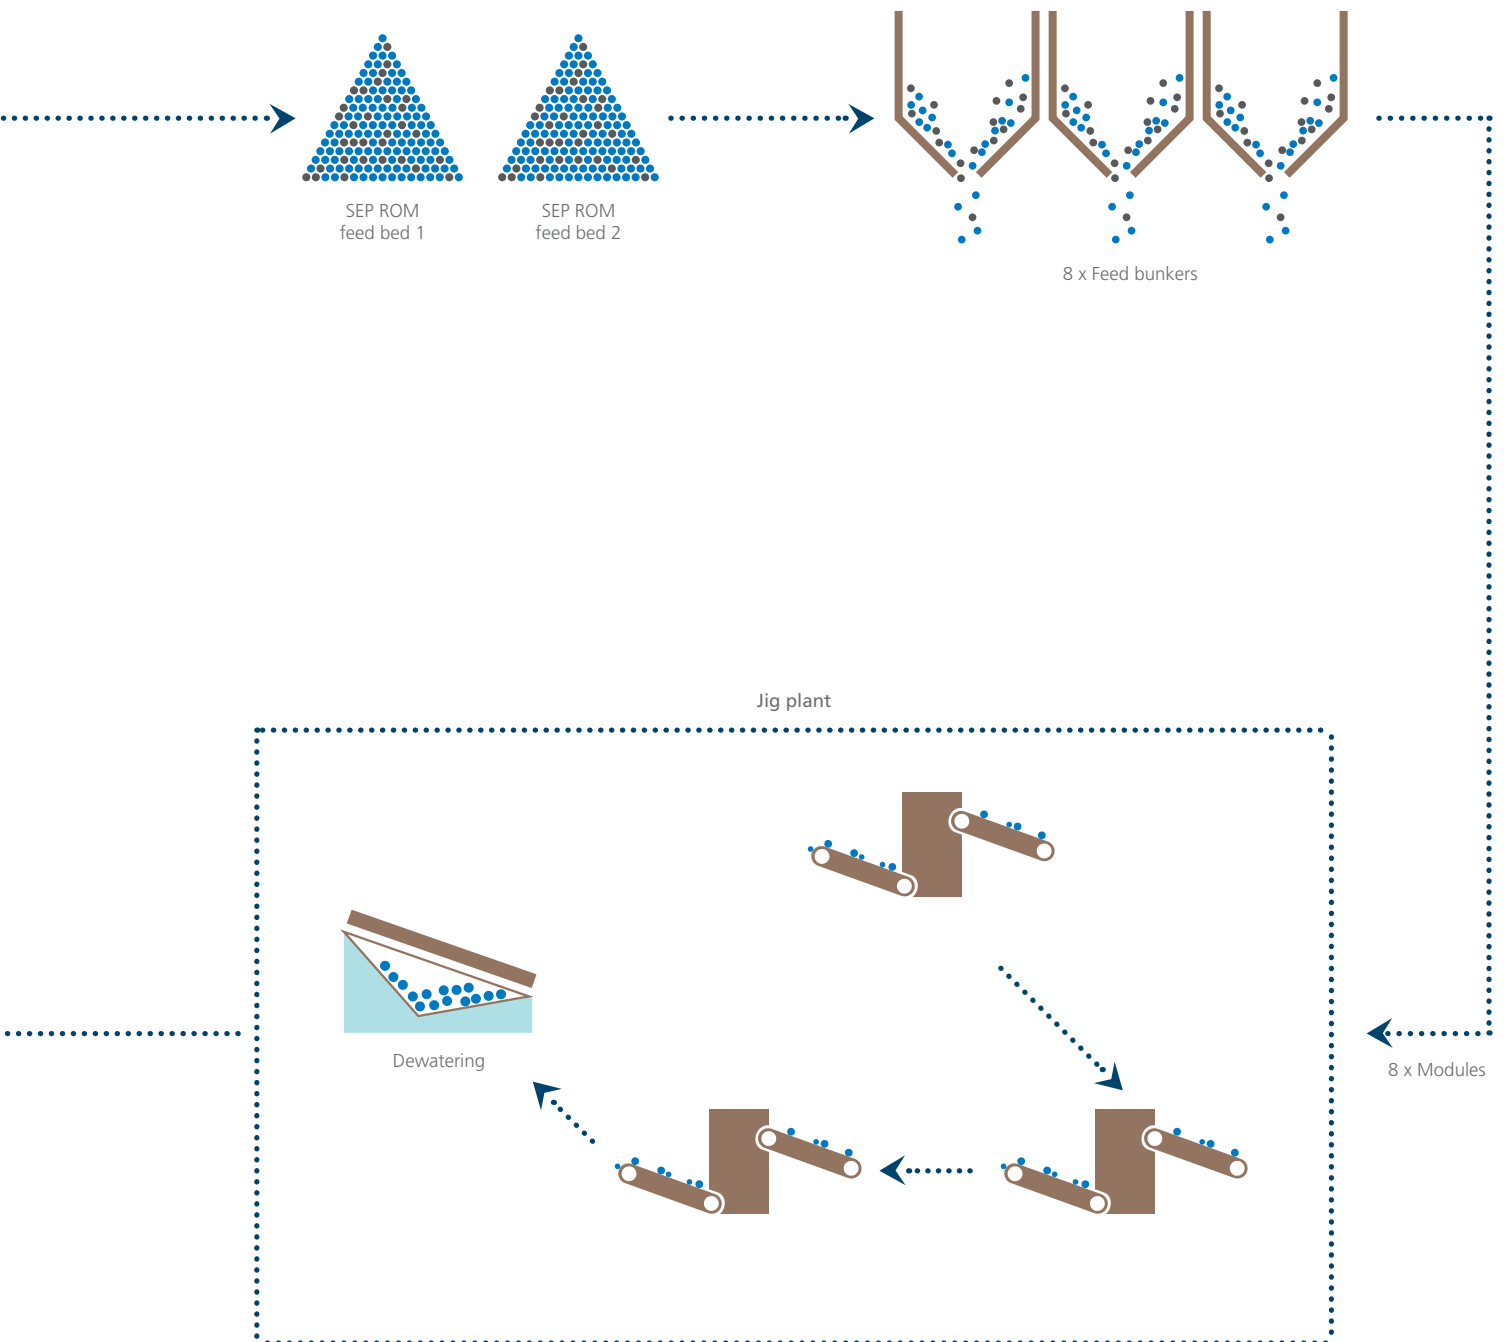 SEP ROM
feed bed 1
SEP ROM
feed bed 2
8 x Feed bunkers
Jig plant
8 x Modules
Dewatering